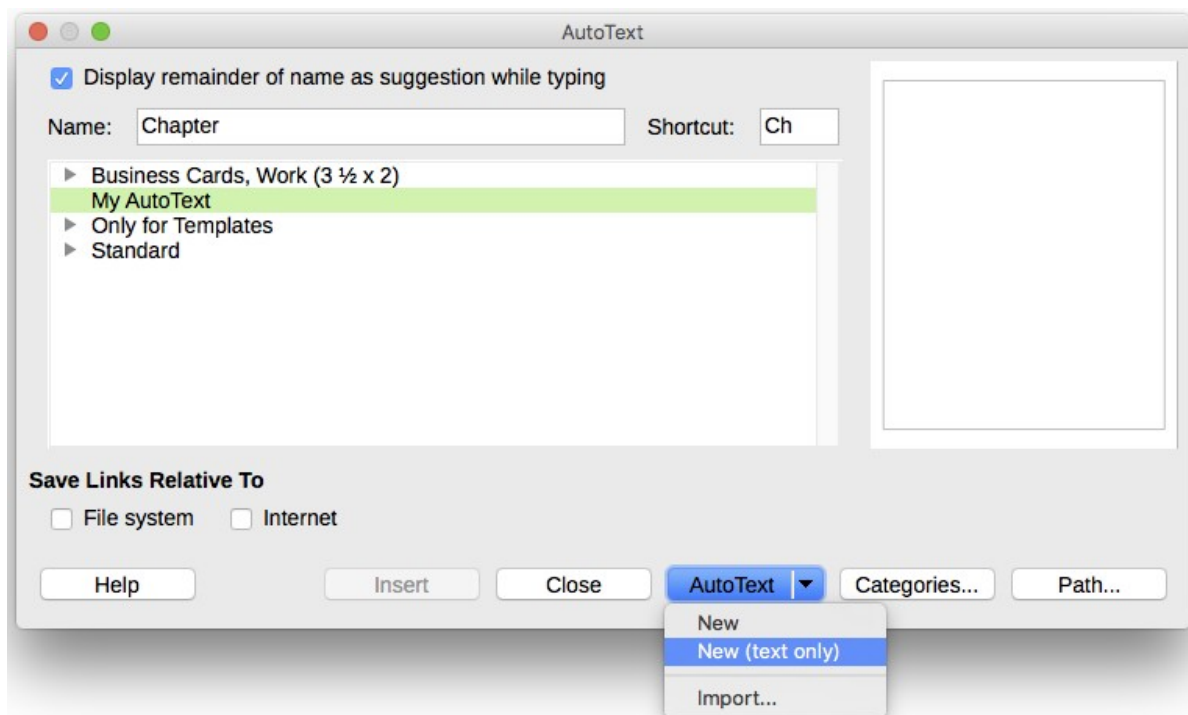 AutoText
Display remainder of name as suggestion while typing
Name: Chapter Shortcut: Ch
Business Cards, Work (3 ½ x 2)
My AutoText
Only for Templates
Standard
Save Links Relative To
File system Internet
Help Insert Close AutoText Categories... Path...
New
New (text only)
Import...